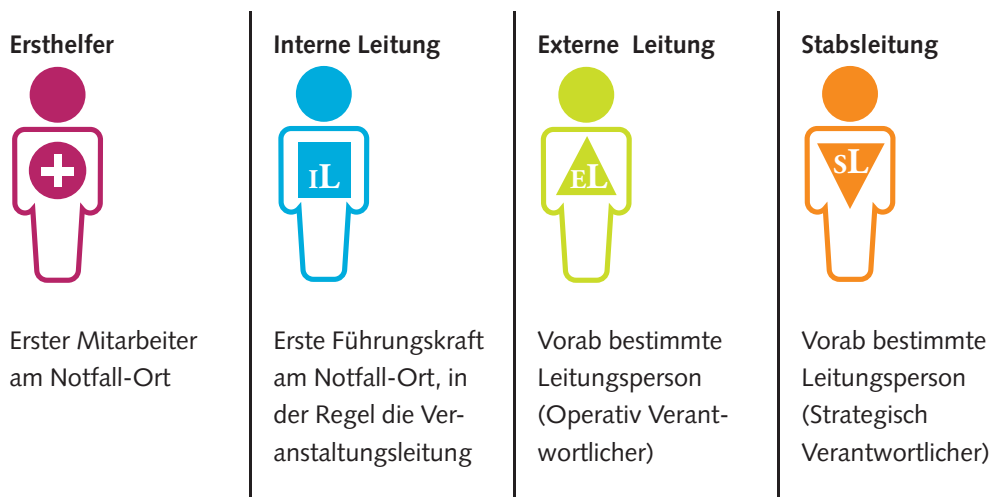 Ersthelfer
Interne Leitung
Externe Leitung
Stabsleitung
IL
EL
SL
Erster Mitarbeiter
am Notfall-Ort
Erste Führungskraft
am Notfall-Ort, in
der Regel die Ver-
anstaltungsleitung
Vorab bestimmte
Leitungsperson
(Operativ Verant-
wortlicher)
Vorab bestimmte
Leitungsperson
(Strategisch
Verantwortlicher)